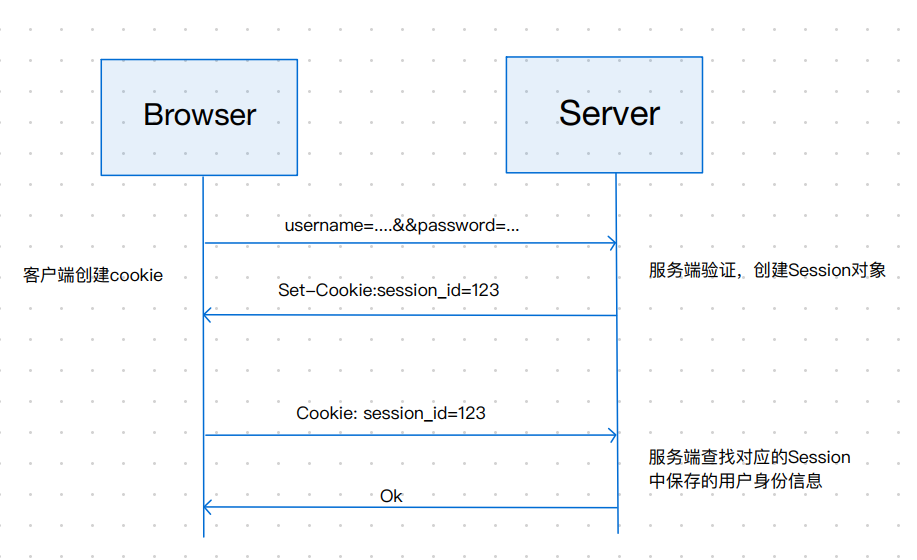 Browser
Server
username=....&&password=...
客户端创建cookie
服务端验证，创建Session对象
Set-Cookie:session_id=123
Cookie: session_id=123
服务端查找对应的Session
中保存的用户身份信息
Ok